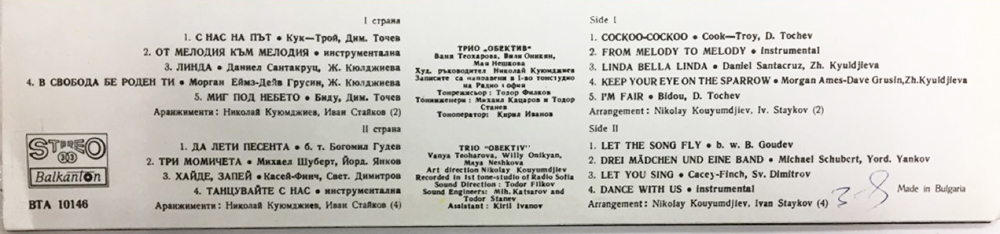 I страна
1. С НАС НА ПЪТ • Кук—Трой, Дим. Точев
2. ОТ МЕЛОДИЯ КЪМ МЕЛОДИЯ • инструментална
3. ЛИНДА • Даниел Сантакруц, Ж. Кюлджиева
4. В СВОБОДА БЕ РОДЕН ТИ • Морган Еймз-Дейв Грусин, Ж. Кюлджиева
5. МИГ ПОД НЕБЕТО • Биду, Дим. Точев
Аранжименти: Николай Куюмджиев, Иван Стайков (2)
II страна
1. ДА ЛЕТИ ПЕСЕНТА • б. т. Богомил Гудев
2. ТРИ МОМИЧЕТА • Михаел Шуберт, Йорд. Янков
3. ХАЙДЕ, ЗАПЕЙ • Касей-Финч, Свет. Димитров
4. ТАНЦУВАЙТЕ С НАС • инструментална
Аранжименти: Николай Куюмджиев, Иван Стайков (4)
STEREO
33
Balkanton
ВТА 10146
ТРИО „ОБЕКТИВ"
Ваня Теохарова, Вили Оникян,
Мая Нешкова
Худ. ръководител Николай Куюмджиев
Записите са направени в I-во тонстудио
на Радио София
Тонрежисьор: Тодор Филков
Тонинженери: Михаил Кацаров и Тодор
Станев
Тоноператор: Кирил Иванов
TRIO "OBEKTIV"
Vanya Teoharova, Willy Onikyan,
Maya Neshkova
Art direction Nikolay Kouyumdjiev
Recorded in 1st tone-studio of Radio Sofia
Sound Direction: Todor Filkov
Sound Engineers: Mih. Katsarov and
Todor Stanev
Assistant: Kiril Ivanov
Side I
1. COCKOO-COCKOO • Cook—Troy, D. Tochev
2. FROM MELODY TO MELODY • Instrumental
3. LINDA BELLA LINDA • Daniel Santacruz, Zh. Kyuldjieva
4. KEEP YOUR EYE ON THE SPARROW • Morgan Ames-Dave Grusin, Zh. Kyuldjieva
5. I'M FAIR • Bidou, D. Tochev
Arrangement: Nikolay Kouyumdjiev, Iv. Staykov (2)
Side II
1. LET THE SONG FLY • b. w. B. Goudev
2. DREI MÄDCHEN UND EINE BAND • Michael Schubert, Yord. Yankov
3. LET YOU SING • Cacey-Finch, Sv. Dimitrov
4. DANCE WITH US • instrumental
Arrangement: Nikolay Kouyumdjiev, Ivan Staykov (4)
Made in Bulgaria